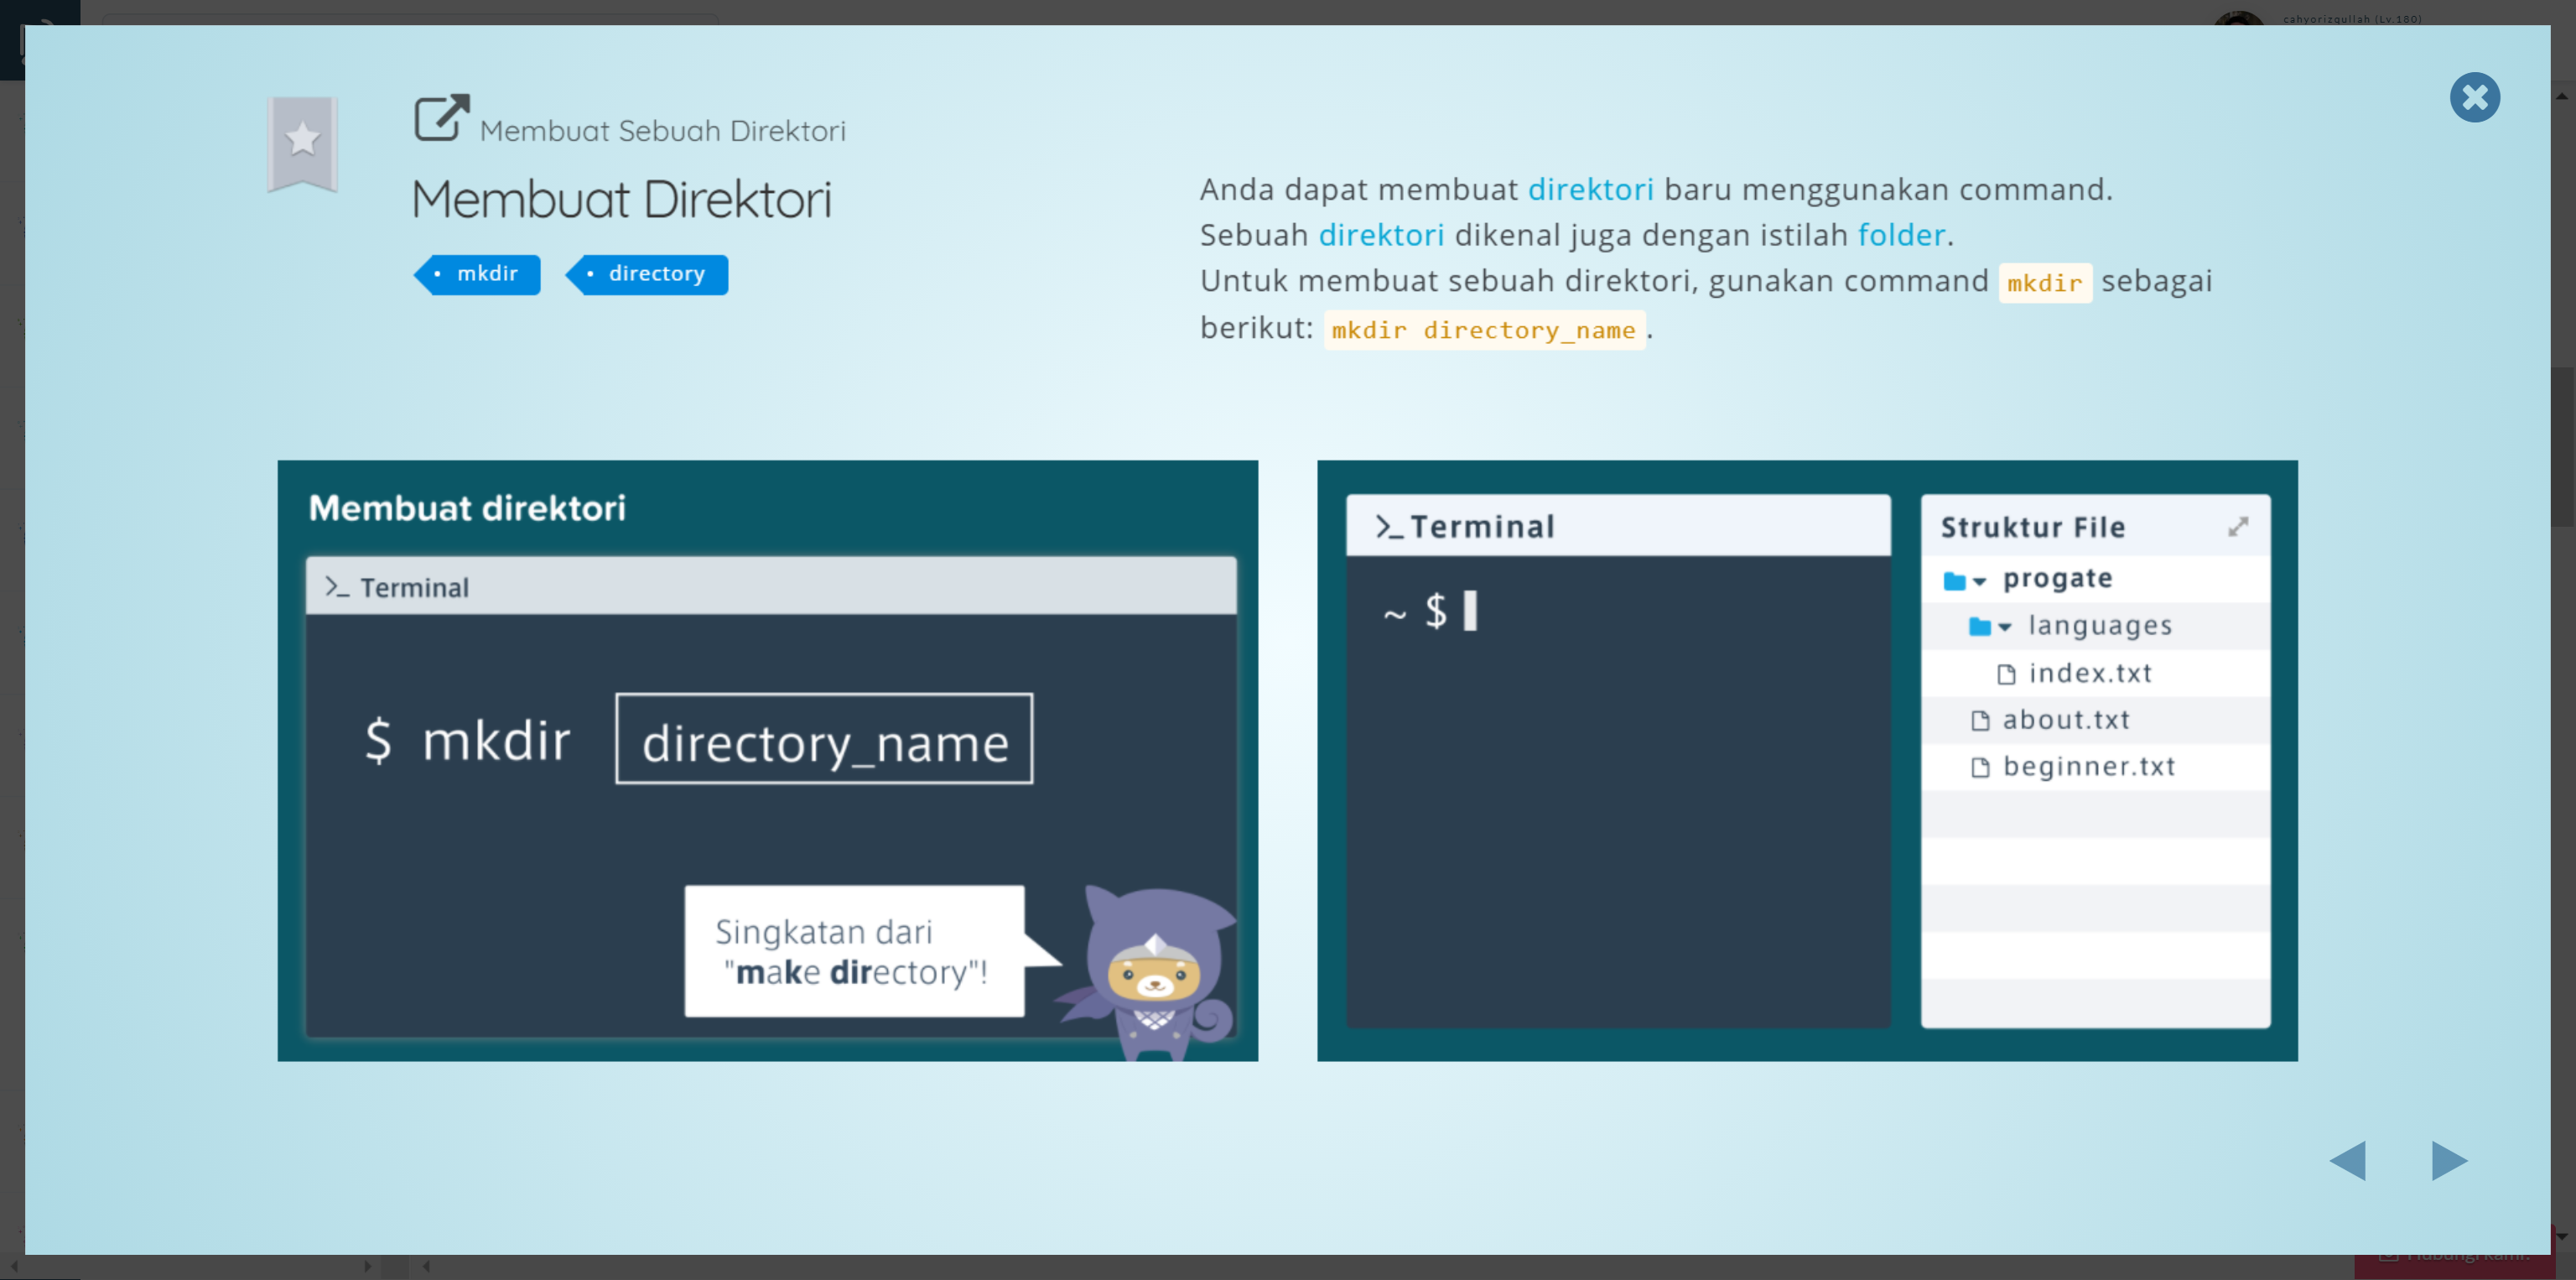 cahyorizqullah (Lv.180)
Membuat Sebuah Direktori
Membuat Direktori
mkdir
directory
Anda dapat membuat direktori baru menggunakan command.
Sebuah direktori dikenal juga dengan istilah folder.
Untuk membuat sebuah direktori, gunakan command mkdir sebagai
berikut: mkdir directory_name.
Membuat direktori
>_ Terminal
$ mkdir directory_name
Singkatan dari
"make directory"!
>_ Terminal
~ $
Struktur File
progate
languages
index.txt
about.txt
beginner.txt